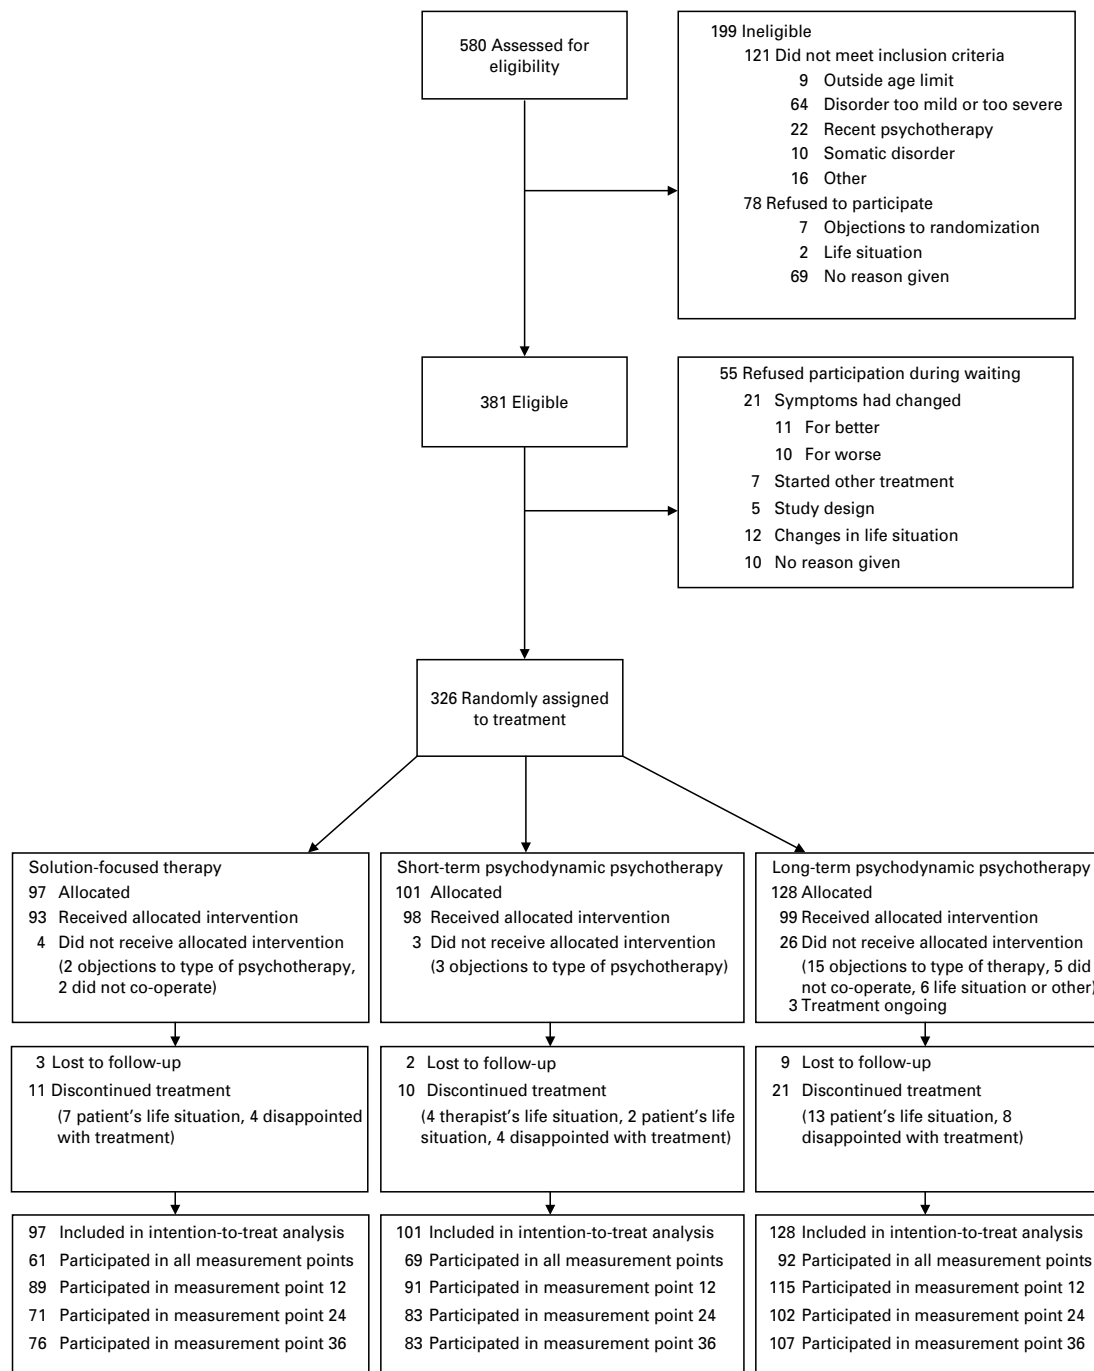 580 Assessed for
eligibility
199 Ineligible
121 Did not meet inclusion criteria
9 Outside age limit
64 Disorder too mild or too severe
22 Recent psychotherapy
10 Somatic disorder
16 Other
78 Refused to participate
7 Objections to randomization
2 Life situation
69 No reason given
381 Eligible
55 Refused participation during waiting
21 Symptoms had changed
11 For better
10 For worse
7 Started other treatment
5 Study design
12 Changes in life situation
10 No reason given
326 Randomly assigned
to treatment
Solution-focused therapy
97 Allocated
93 Received allocated intervention
4 Did not receive allocated intervention
(2 objections to type of psychotherapy,
2 did not co-operate)
Short-term psychodynamic psychotherapy
101 Allocated
98 Received allocated intervention
3 Did not receive allocated intervention
(3 objections to type of psychotherapy)
Long-term psychodynamic psychotherapy
128 Allocated
99 Received allocated intervention
26 Did not receive allocated intervention
(15 objections to type of therapy, 5 did
not co-operate, 6 life situation or other)
3 Treatment ongoing
3 Lost to follow-up
11 Discontinued treatment
(7 patient's life situation, 4 disappointed
with treatment)
2 Lost to follow-up
10 Discontinued treatment
(4 therapist's life situation, 2 patient's life
situation, 4 disappointed with treatment)
9 Lost to follow-up
21 Discontinued treatment
(13 patient's life situation, 8
disappointed with treatment)
97 Included in intention-to-treat analysis
61 Participated in all measurement points
89 Participated in measurement point 12
71 Participated in measurement point 24
76 Participated in measurement point 36
101 Included in intention-to-treat analysis
69 Participated in all measurement points
91 Participated in measurement point 12
83 Participated in measurement point 24
83 Participated in measurement point 36
128 Included in intention-to-treat analysis
92 Participated in all measurement points
115 Participated in measurement point 12
102 Participated in measurement point 24
107 Participated in measurement point 36